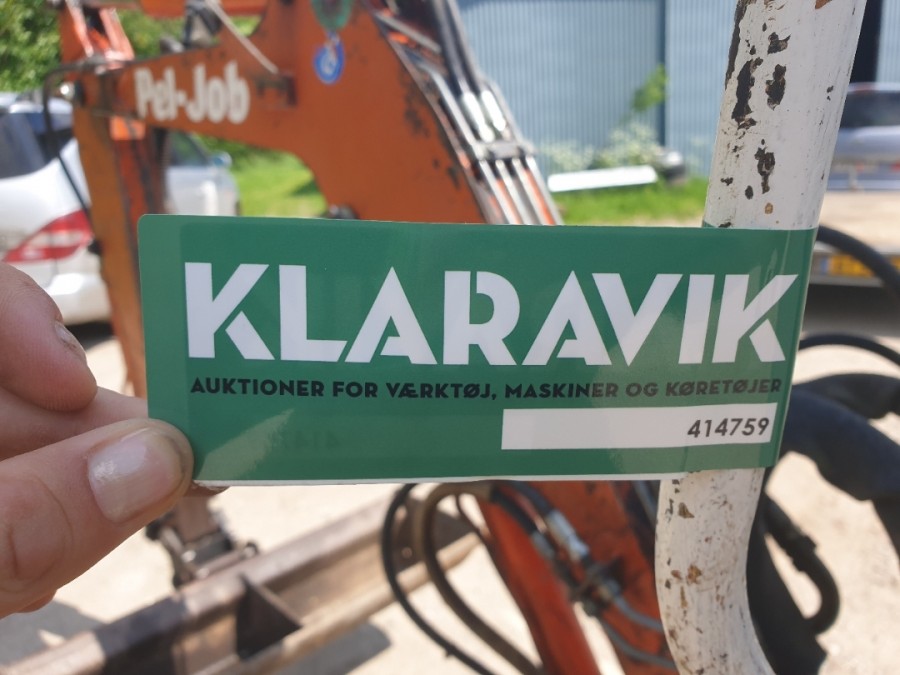 Pel-Job
KLARAVIK
AUKTIONER FOR VÆRKTØJ, MASKINER OG KØRETØJER
414759